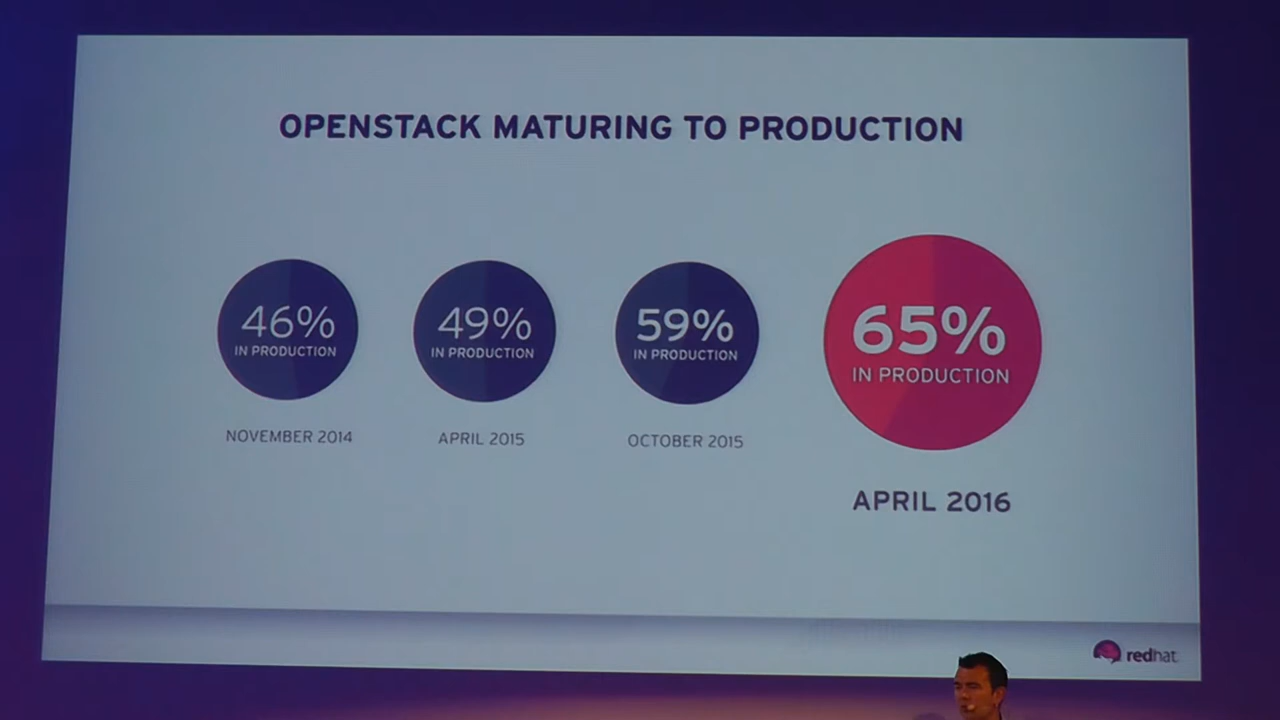 OPENSTACK MATURING TO PRODUCTION
46%
IN PRODUCTION
NOVEMBER 2014
49%
IN PRODUCTION
APRIL 2015
59%
IN PRODUCTION
OCTOBER 2015
65%
IN PRODUCTION
APRIL 2016
redhat